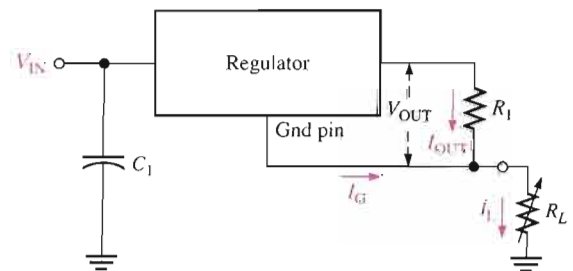 Regulator
V_IN
C_1
Gnd pin
V_OUT
R_1
I_OUT
I_G
i_L
R_L